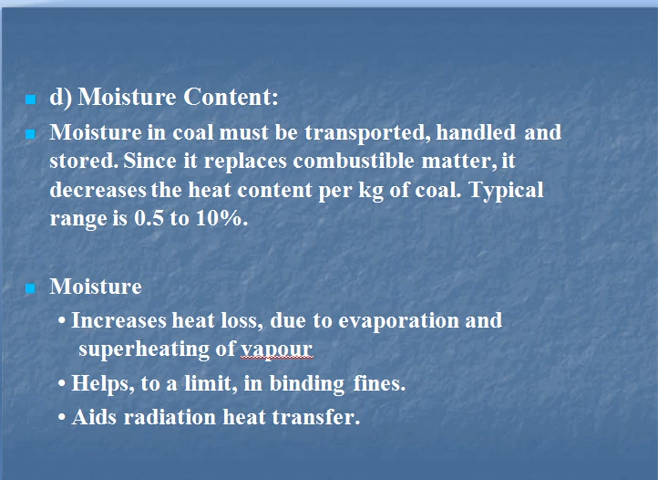 d) Moisture Content:
Moisture in coal must be transported, handled and
stored. Since it replaces combustible matter, it
decreases the heat content per kg of coal. Typical
range is 0.5 to 10%.
Moisture
• Increases heat loss, due to evaporation and
superheating of vapour
• Helps, to a limit, in binding fines.
• Aids radiation heat transfer.